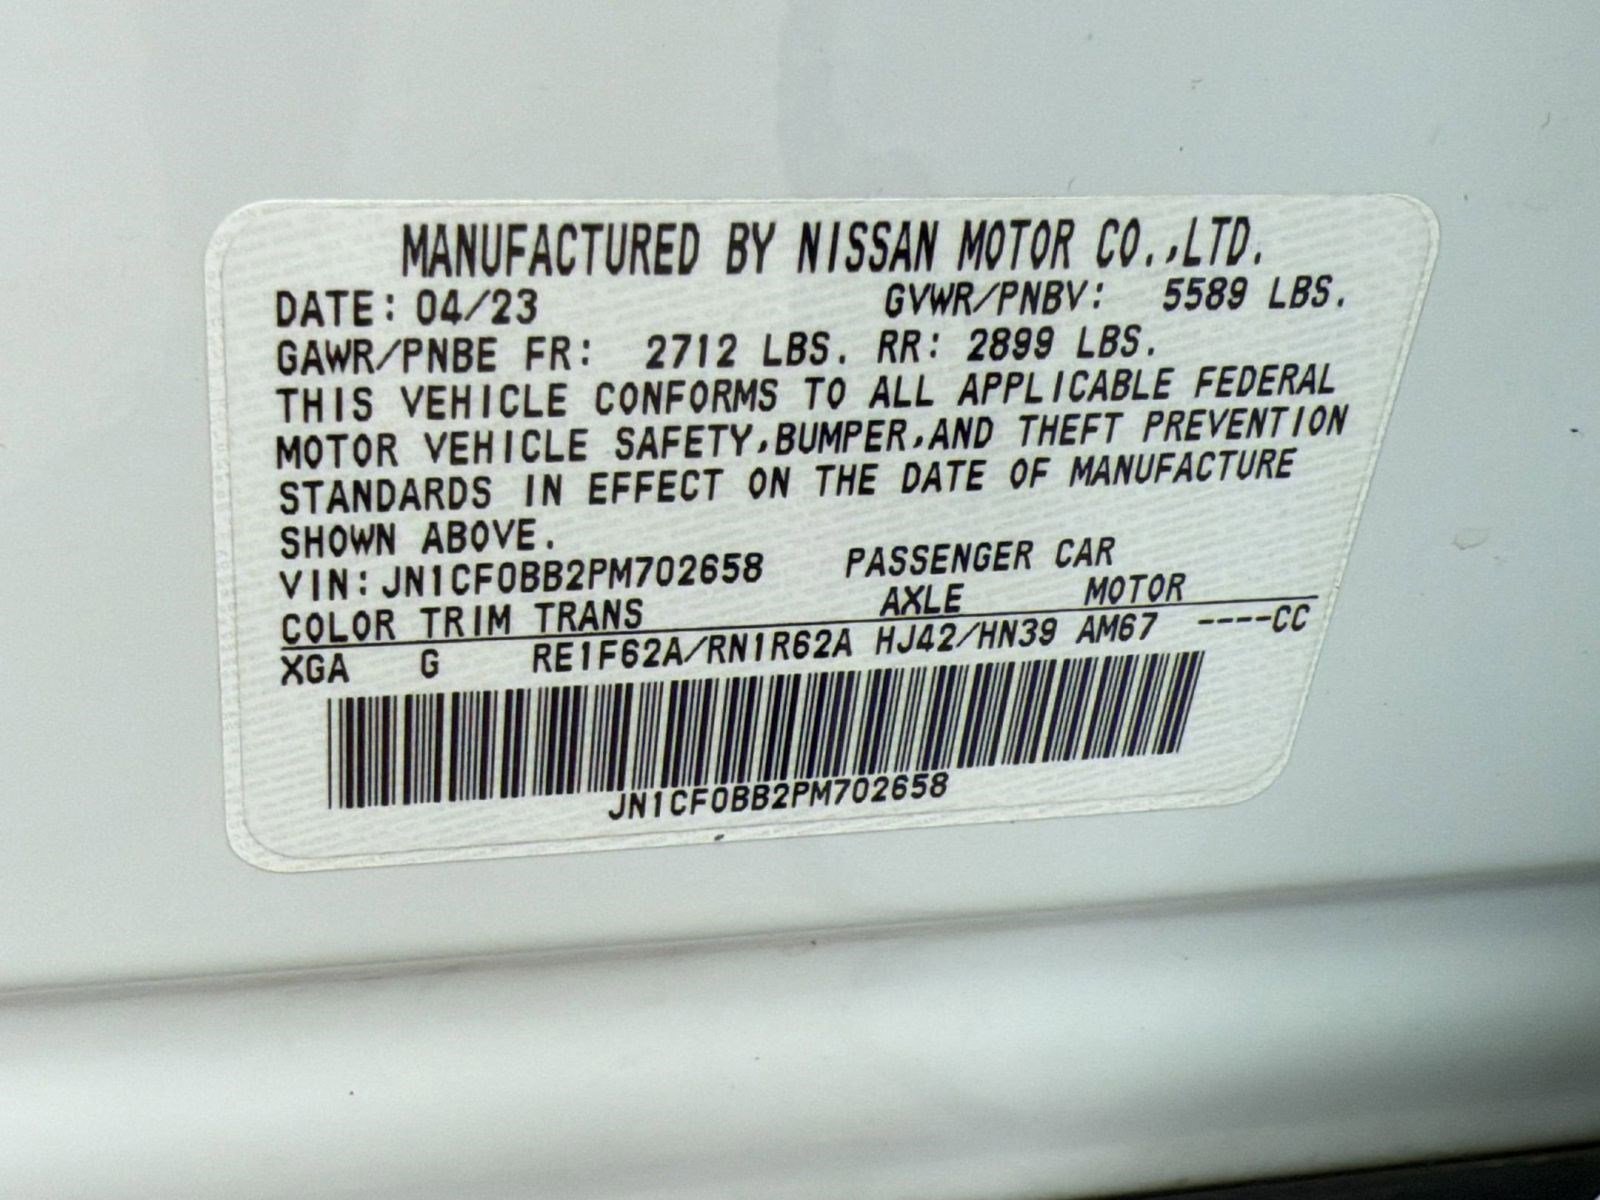 MANUFACTURED BY NISSAN MOTOR CO.,LTD.
DATE: 04/23 GVWR/PNBV: 5589 LBS.
GAWR/PNBE FR: 2712 LBS. RR: 2899 LBS.
THIS VEHICLE CONFORMS TO ALL APPLICABLE FEDERAL
MOTOR VEHICLE SAFETY,BUMPER,AND THEFT PREVENTION
STANDARDS IN EFFECT ON THE DATE OF MANUFACTURE
SHOWN ABOVE.
VIN:JN1CF0BB2PM702658 PASSENGER CAR
COLOR TRIM TRANS AXLE MOTOR
XGA G RE1F62A/RN1R62A HJ42/HN39 AM67 ----CC
JN1CF0BB2PM702658